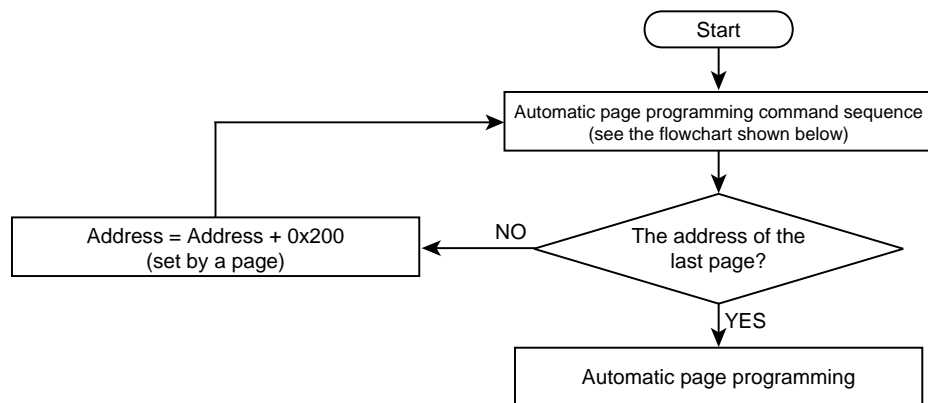 Start
Automatic page programming command sequence
(see the flowchart shown below)
Address = Address + 0x200
(set by a page)
NO
The address of the
last page?
YES
Automatic page programming